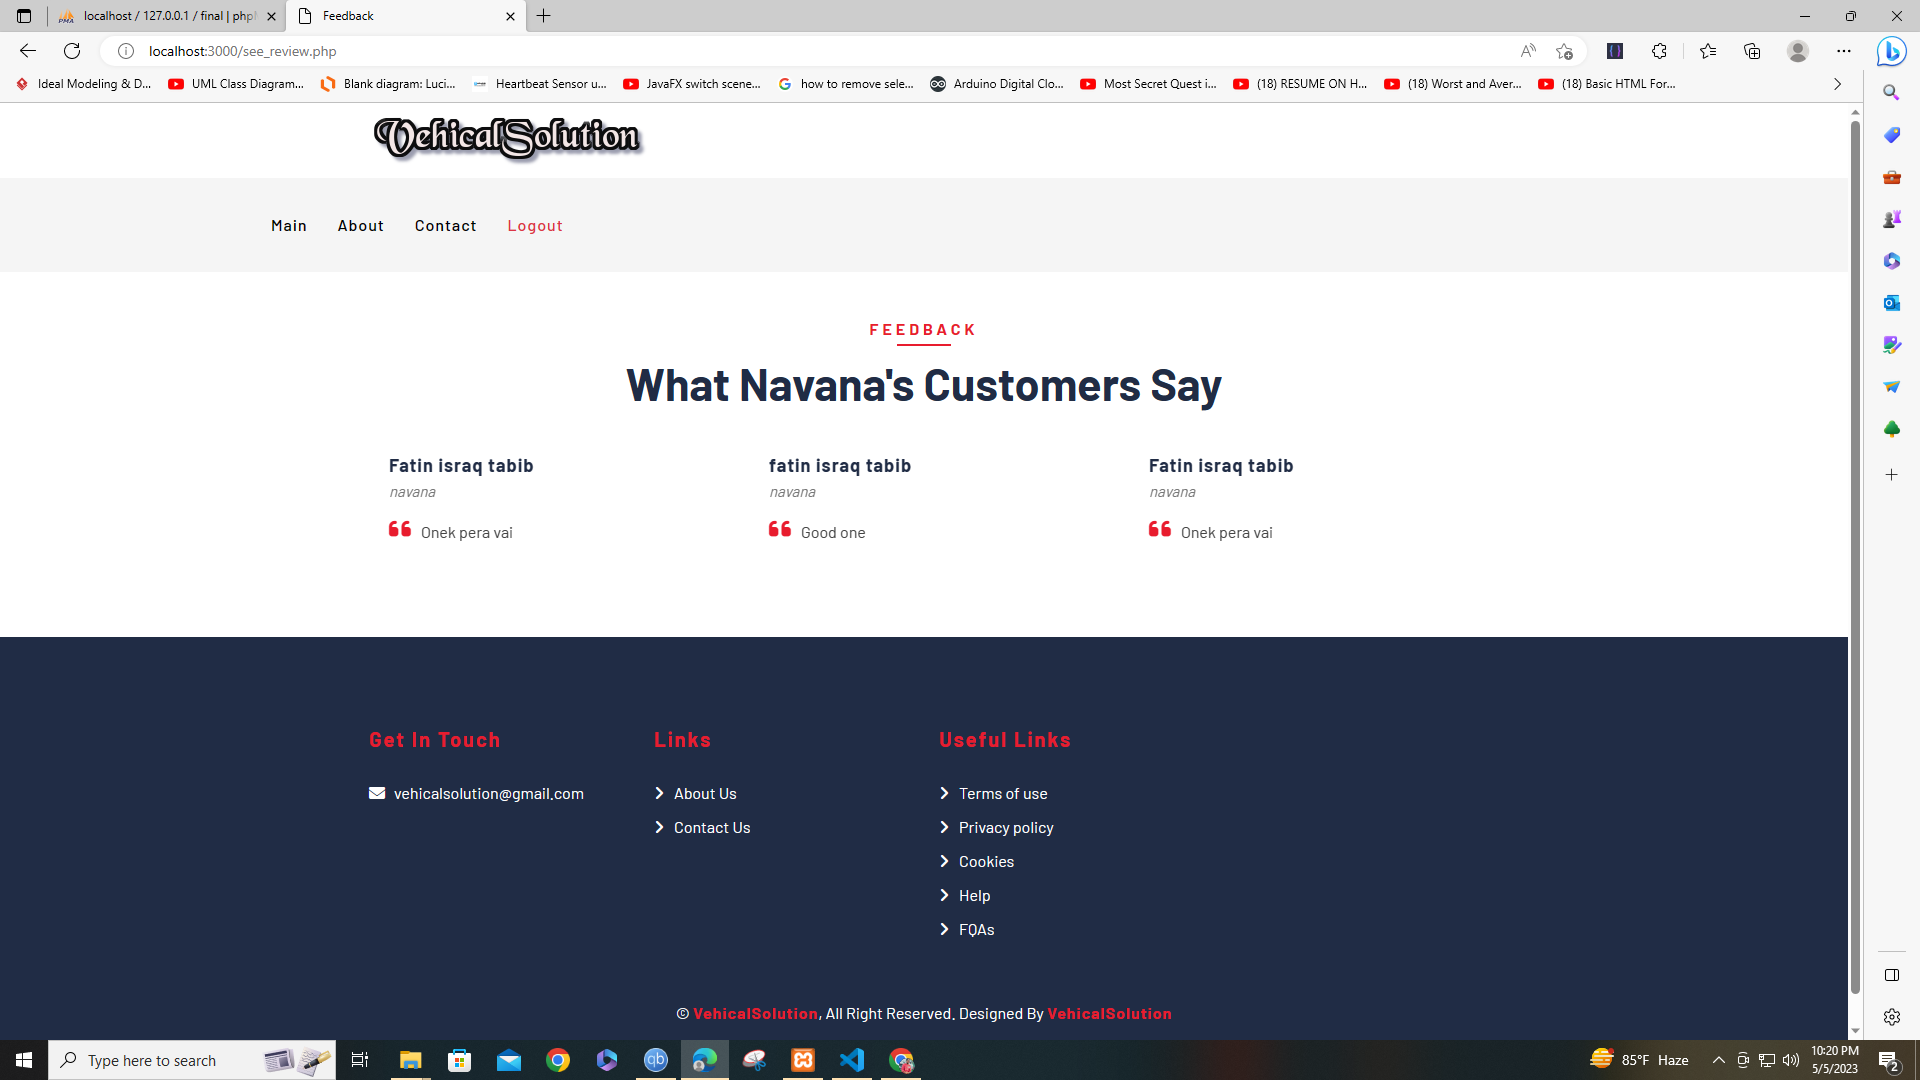 localhost / 127.0.0.1 / final | php
Feedback
localhost:3000/see_review.php
Ideal Modeling & D...
UML Class Diagram...
Blank diagram: Luci...
Heartbeat Sensor u...
JavaFX switch scene...
how to remove sele...
Arduino Digital Clo...
Most Secret Quest i...
(18) RESUME ON H...
(18) Worst and Aver...
(18) Basic HTML For...
VehicalSolution
Main About Contact Logout
FEEDBACK
What Navana's Customers Say
Fatin israq tabib
navana
Onek pera vai
fatin israq tabib
navana
Good one
Fatin israq tabib
navana
Onek pera vai
Get In Touch
vehicalsolution@gmail.com
Links
About Us
Contact Us
Useful Links
Terms of use
Privacy policy
Cookies
Help
FQAs
© VehicalSolution, All Right Reserved. Designed By VehicalSolution
Type here to search
85°F Haze
10:20 PM
5/5/2023
2